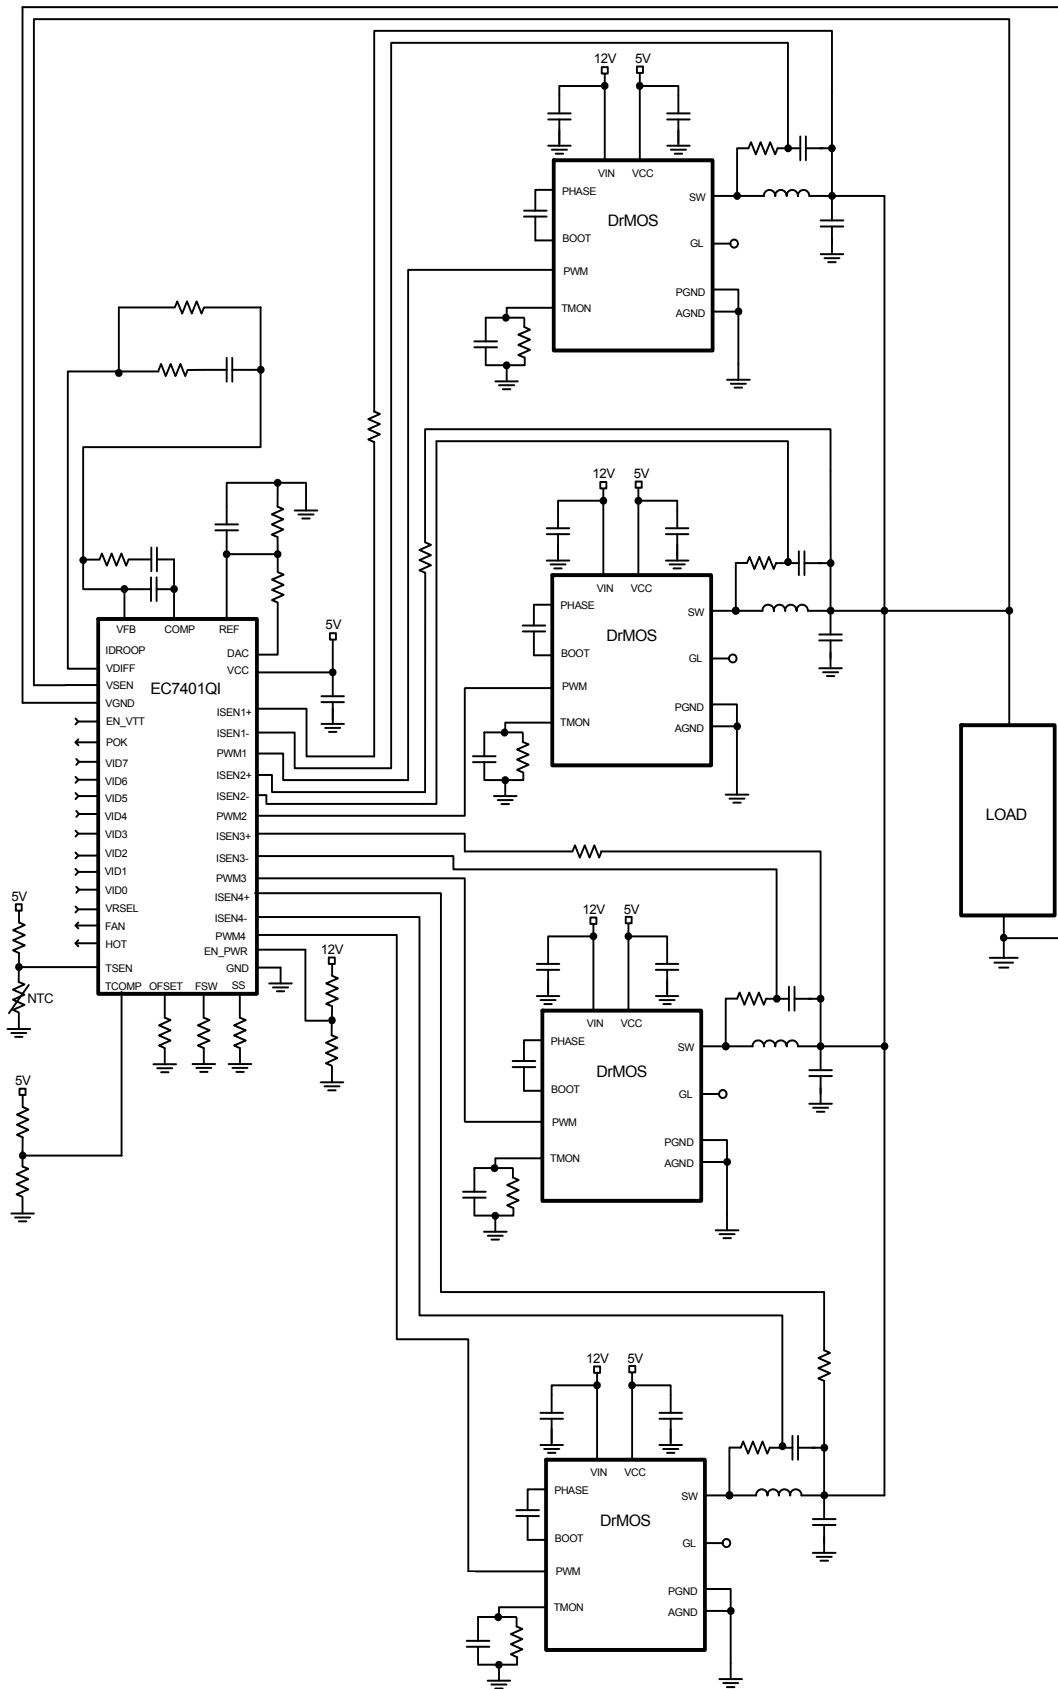 12V
5V
VIN
VCC
PHASE
SW
DrMOS
BOOT
GL
PWM
PGND
TMON
AGND
12V
5V
VIN
VCC
PHASE
SW
DrMOS
BOOT
GL
PWM
PGND
TMON
AGND
VFB
COMP
REF
5V
IDROOP
DAC
VDIFF
VCC
VSEN
EC7401QI
VGND
ISEN1+
EN_VTT
ISEN1-
POK
PWM1
VID7
ISEN2+
VID6
ISEN2-
VID5
PWM2
VID4
ISEN3+
VID3
ISEN3-
VID2
PWM3
VID1
ISEN4+
VID0
ISEN4-
VRSEL
PWM4
FAN
EN_PWR
HOT
GND
TSEN
TCOMP
OFSET
FSW
SS
5V
NTC
12V
5V
LOAD
12V
5V
VIN
VCC
PHASE
SW
DrMOS
BOOT
GL
PWM
PGND
TMON
AGND
12V
5V
VIN
VCC
PHASE
SW
DrMOS
BOOT
GL
PWM
PGND
TMON
AGND